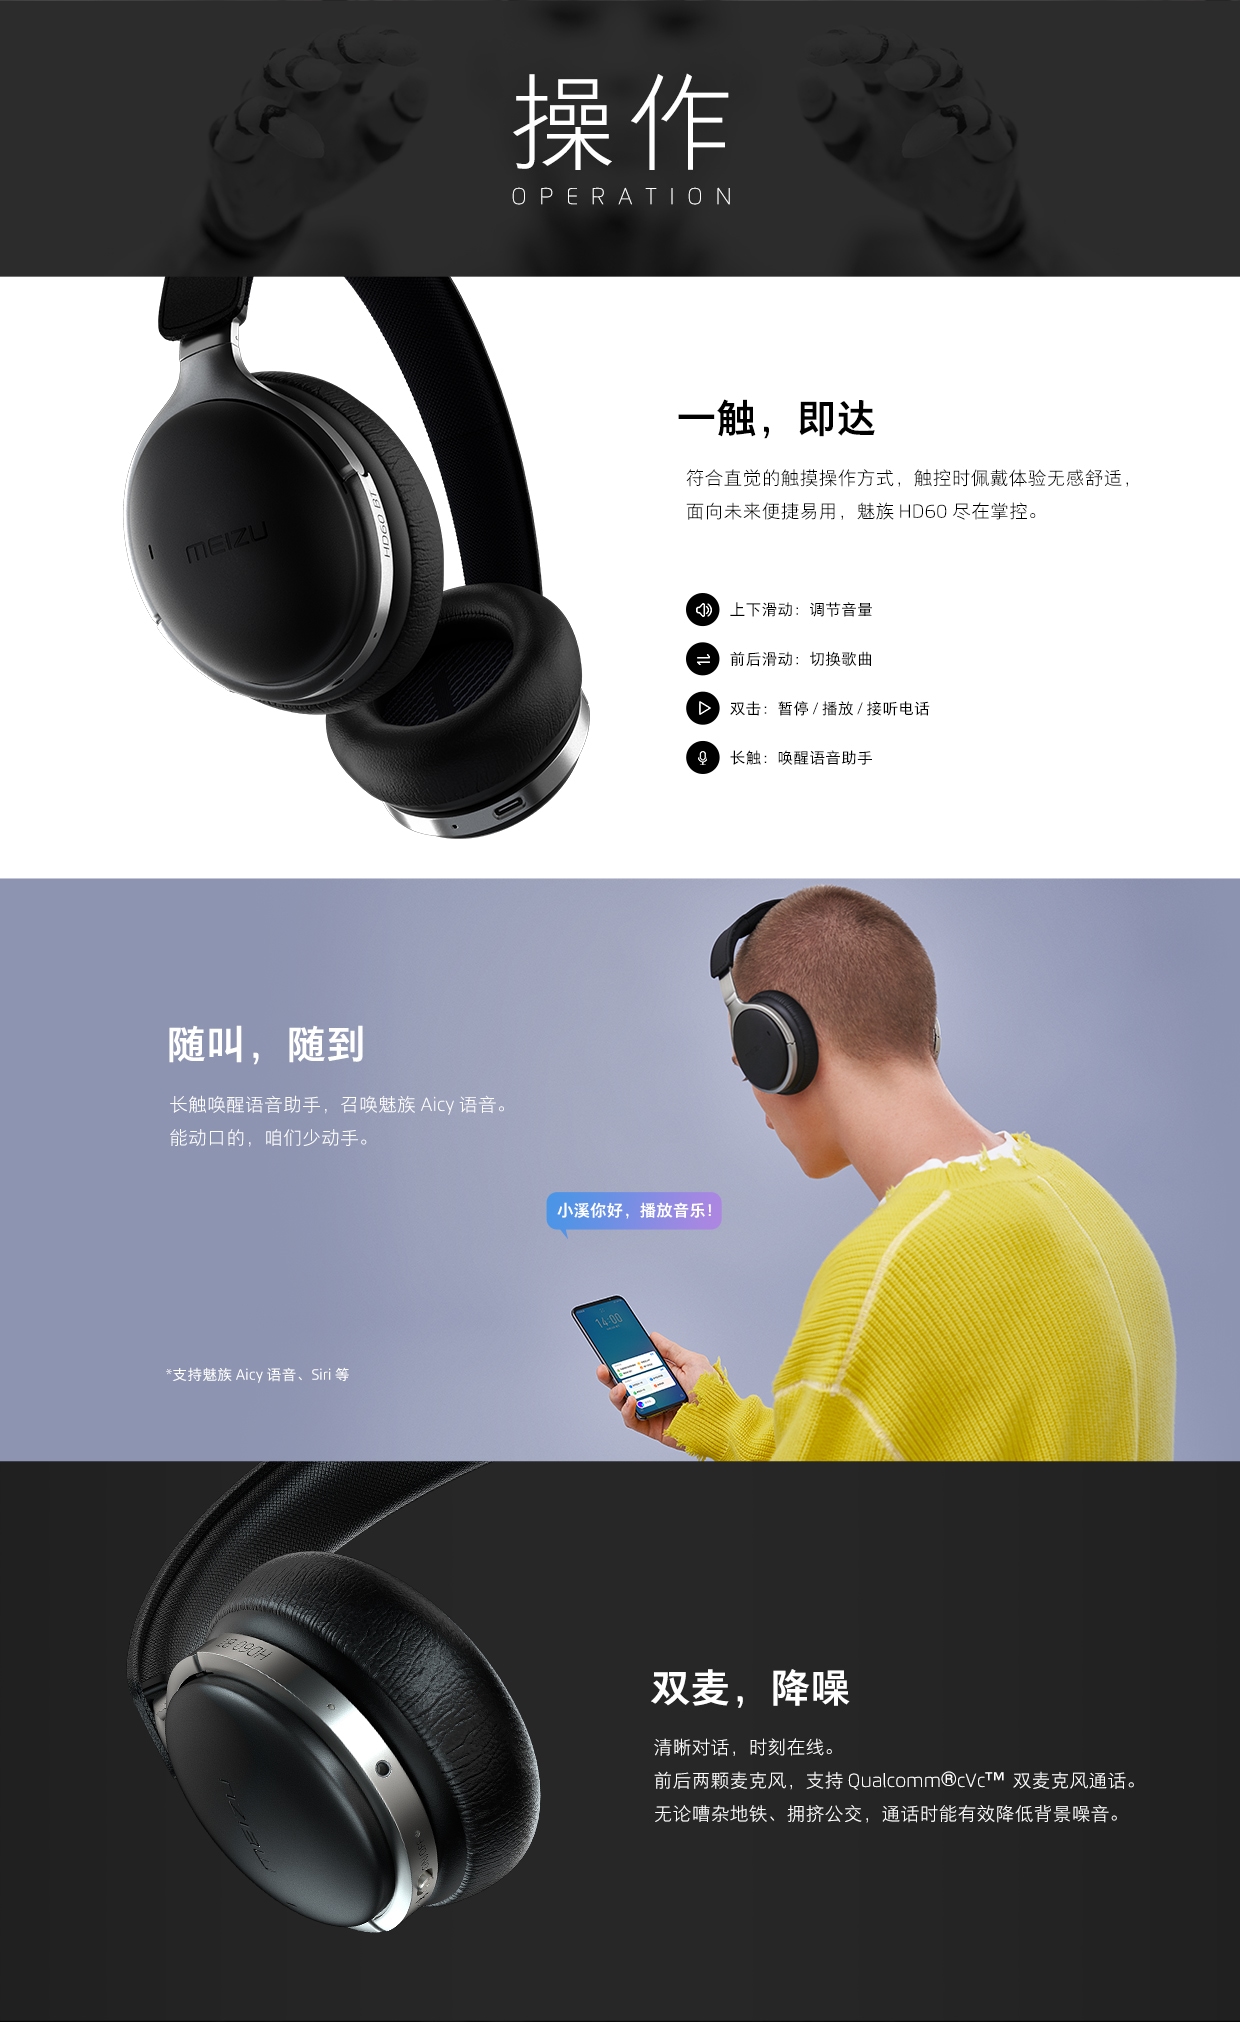 操作
OPERATION
一触，即达
符合直觉的触摸操作方式，触控时佩戴体验无感舒适，
面向未来便捷易用，魅族 HD60 尽在掌控。
MEIZU
HD60 BT
上下滑动：调节音量
前后滑动：切换歌曲
双击：暂停 / 播放 / 接听电话
长触：唤醒语音助手
随叫，随到
长触唤醒语音助手，召唤魅族 Aicy 语音。
能动口的，咱们少动手。
小溪你好，播放音乐！
14:00
*支持魅族 Aicy 语音、Siri 等
HD60 BT
MEIZU
双麦，降噪
清晰对话，时刻在线。
前后两颗麦克风，支持 Qualcomm®cVc™ 双麦克风通话。
无论嘈杂地铁、拥挤公交，通话时能有效降低背景噪音。